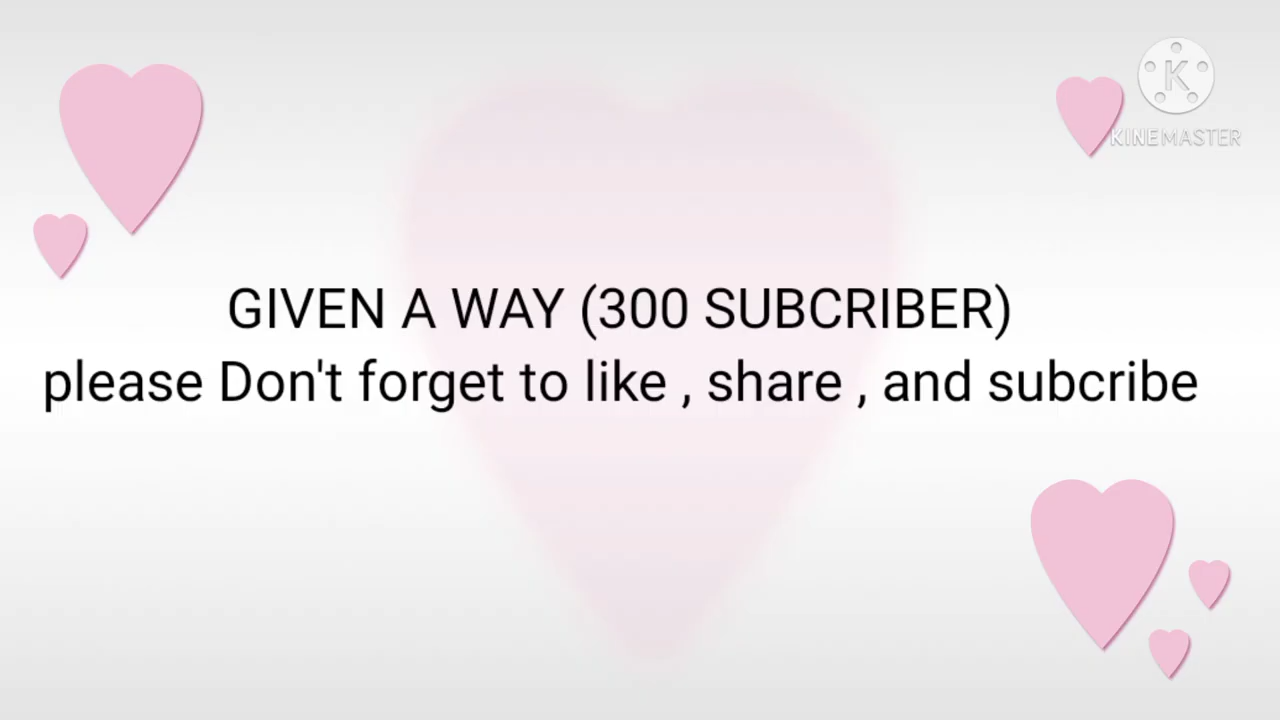 K
KINEMASTER
GIVEN A WAY (300 SUBCRIBER)
please Don't forget to like , share , and subcribe